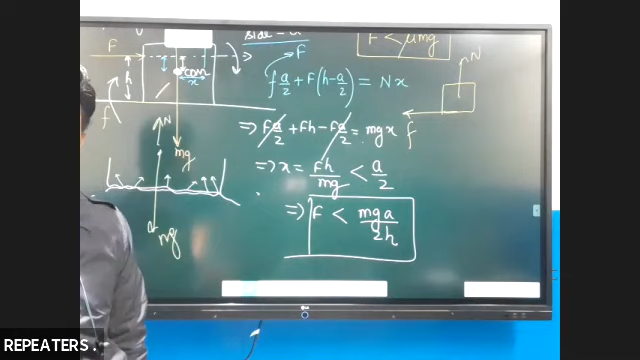 side = a
F < μmg
F
F
h
com
x
f
f a/2 + F(h - a/2) = Nx
N
f
N
mg
⇒ Fa/2 + Fh - Fa/2 = mgx
⇒ x = Fh/mg < a/2
⇒ F < mga/2h
mg
REPEATERS.